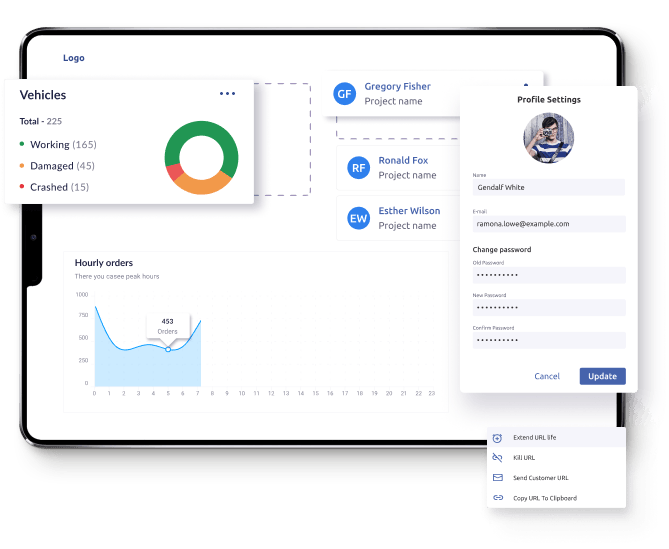 Logo
Vehicles
Total - 225
Working (165)
Damaged (45)
Crashed (15)
GF
Gregory Fisher
Project name
RF
Ronald Fox
Project name
EW
Esther Wilson
Project name
Profile Settings
Name
Gendalf White
E-mail
ramona.lowe@example.com
Change password
Old Password
••••••••••
New Password
••••••••••
Confirm Password
••••••••••
Cancel
Update
Hourly orders
There you casee peak hours
1000
750
500
250
0
453
Orders
0 1 2 3 4 5 6 7 8 9 10 11 12 13 14 15 16 17 18 19 20 21 22 23
Extend URL life
Kill URL
Send Customer URL
Copy URL To Clipboard